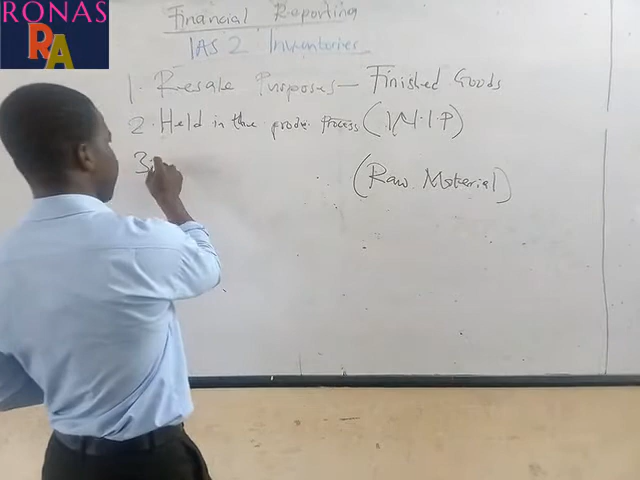 RONAS
RA
Financial Reporting
IAS 2 Inventories
1. Resale Purposes — Finished Goods
2. Held in the produ. Process (W.I.P)
3.
(Raw Material)